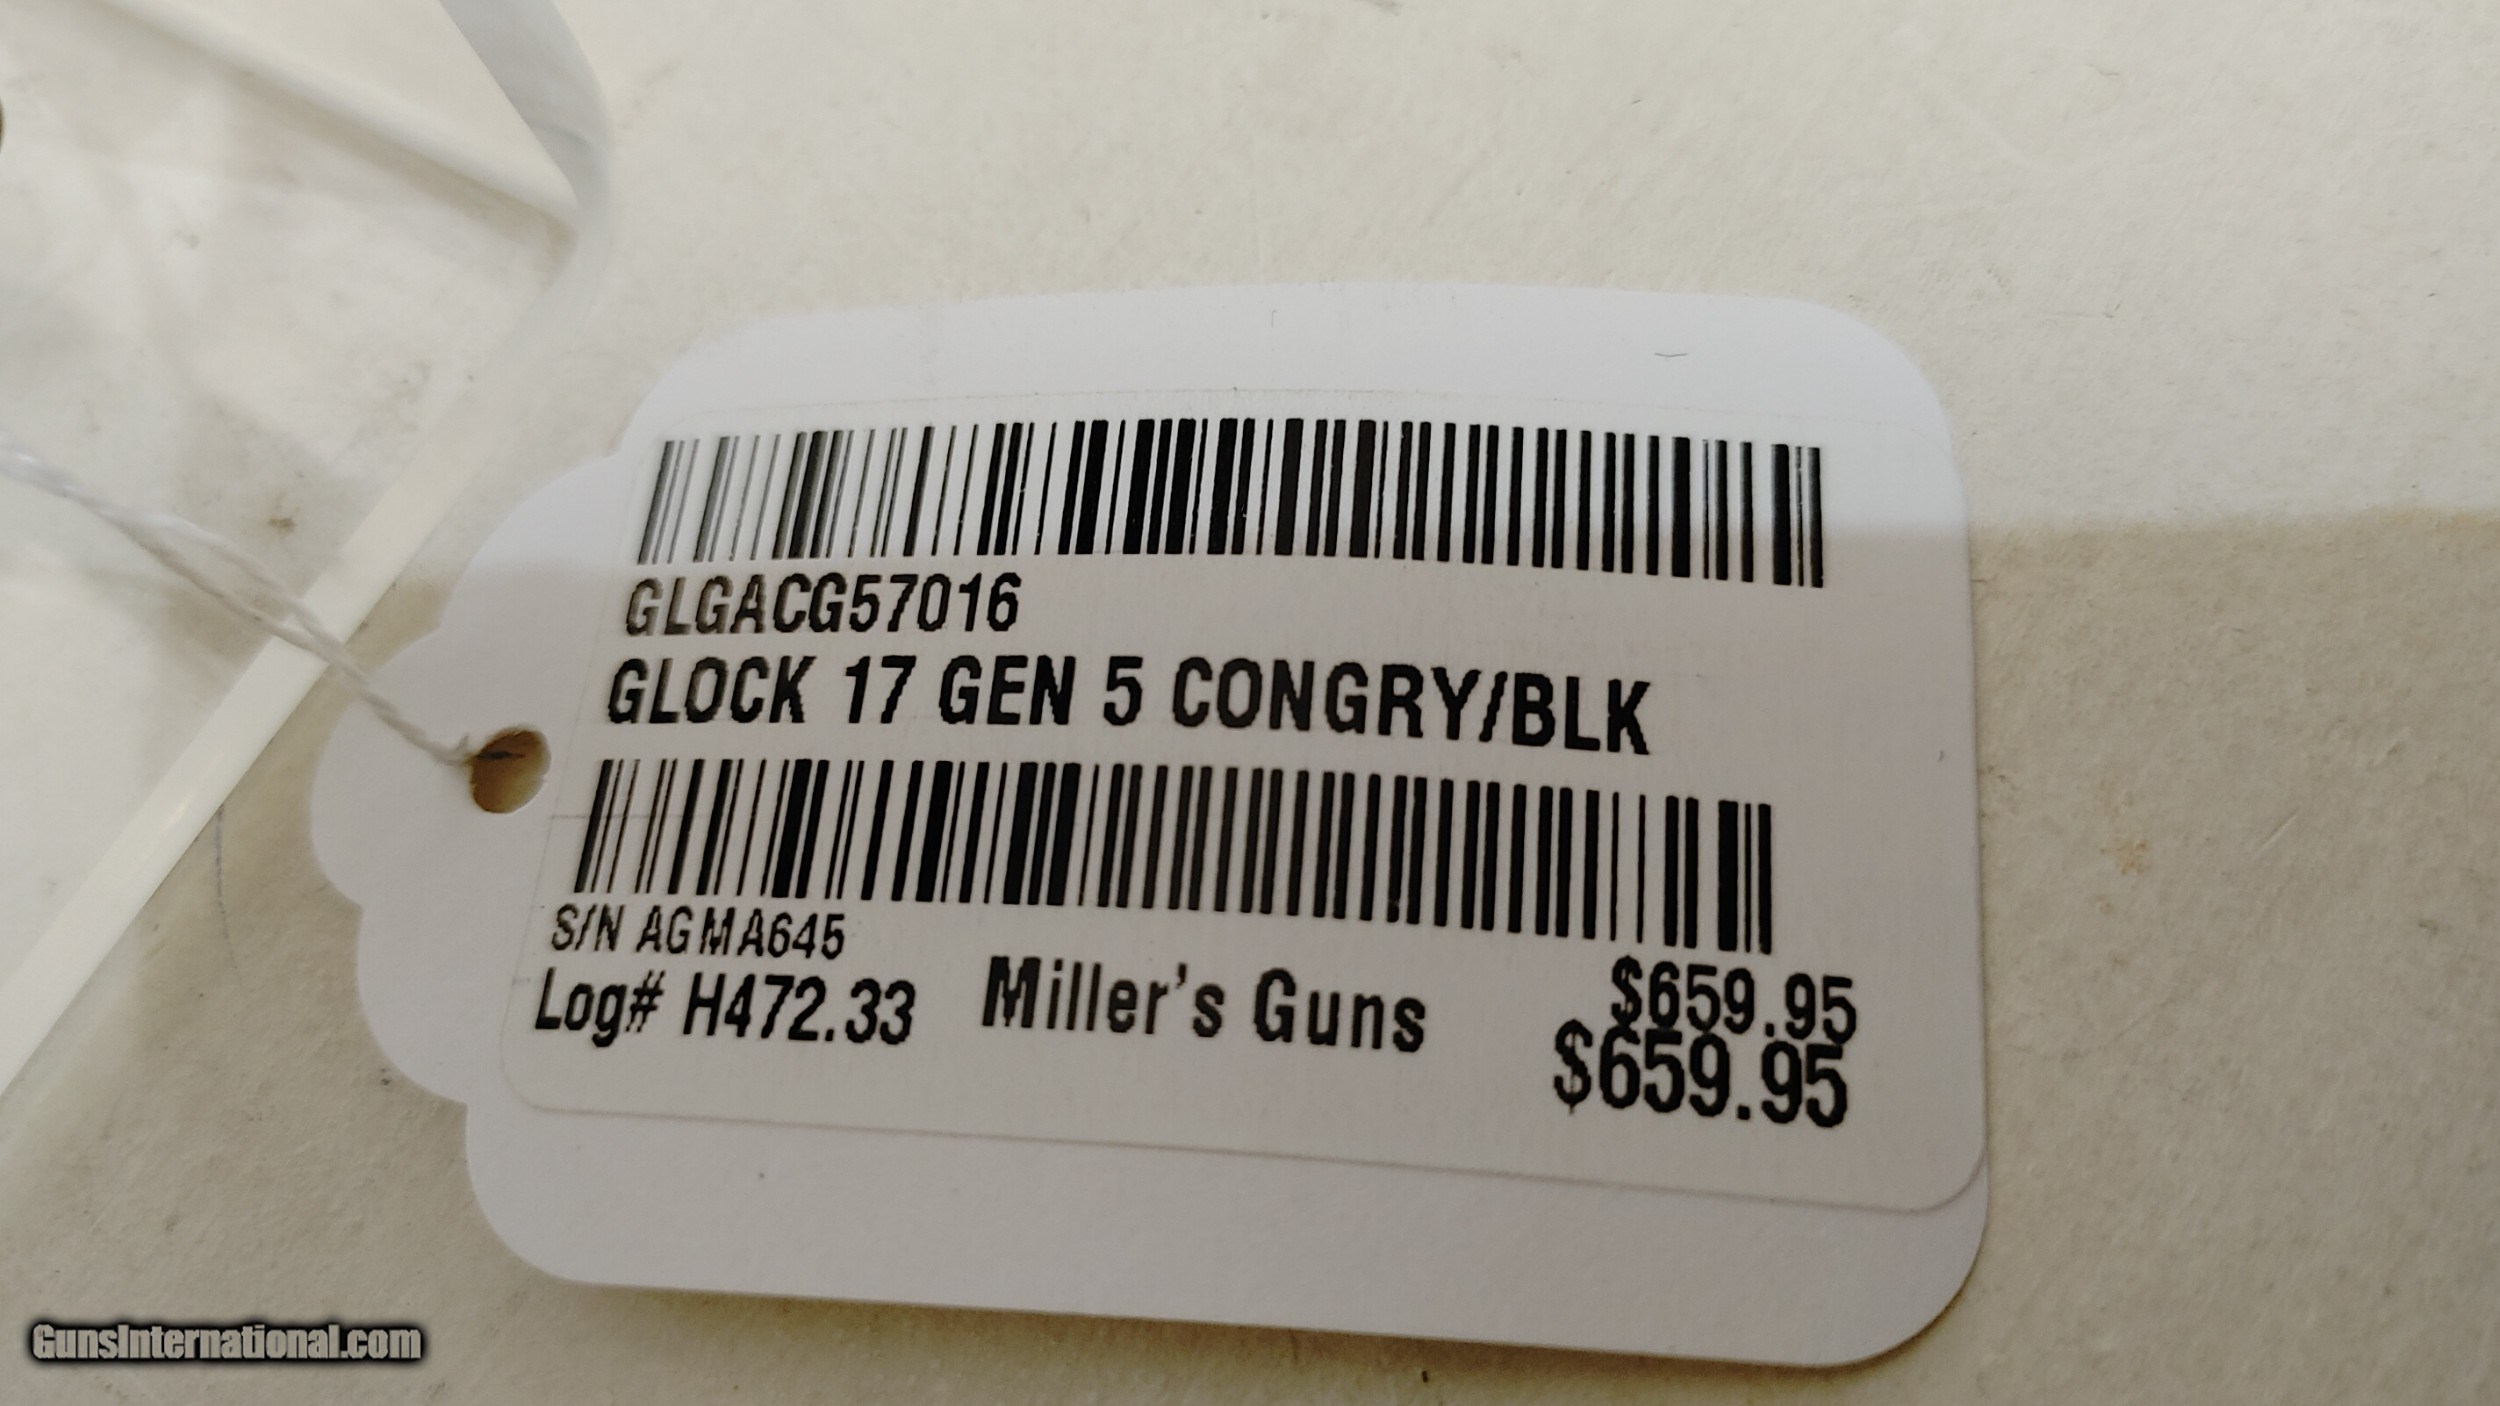 GLGACG57016
GLOCK 17 GEN 5 CONGRY/BLK
S/N AGMA645
Log# H472.33 Miller's Guns $659.95
$659.95
GunsInternational.com